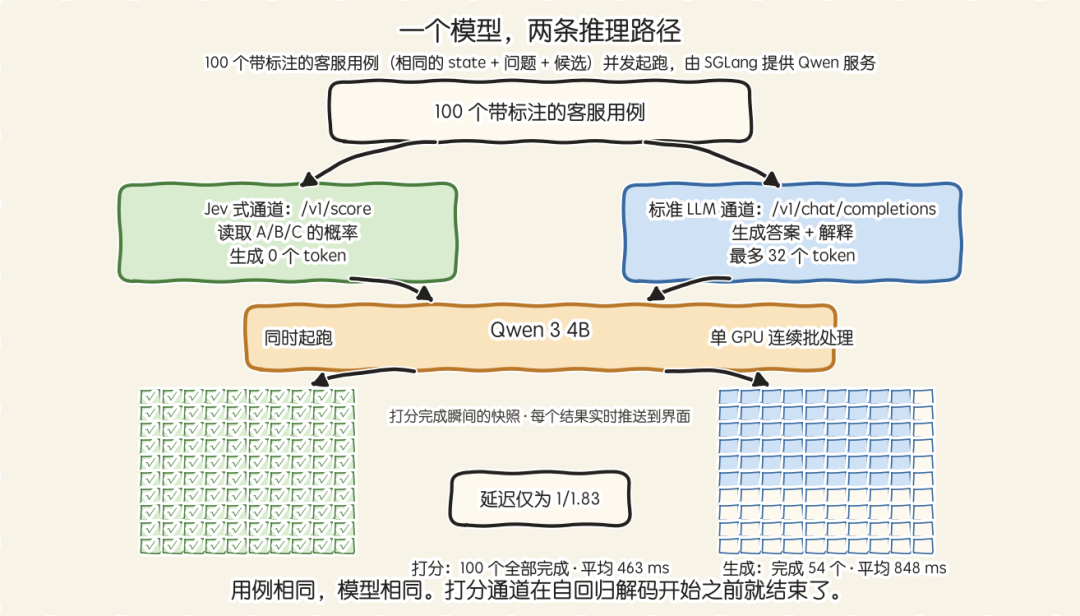 一个模型，两条推理路径
100 个带标注的客服用例（相同的 state + 问题 + 候选）并发起跑，由 SGLang 提供 Qwen 服务
100 个带标注的客服用例
Jev 式通道：/v1/score
读取 A/B/C 的概率
生成 0 个 token
标准 LLM 通道：/v1/chat/completions
生成答案 + 解释
最多 32 个 token
同时起跑
Qwen 3 4B
单 GPU 连续批处理
打分完成瞬间的快照 · 每个结果实时推送到界面
延迟仅为 1/1.83
打分：100 个全部完成 · 平均 463 ms
生成：完成 54 个 · 平均 848 ms
用例相同，模型相同。打分通道在自回归解码开始之前就结束了。